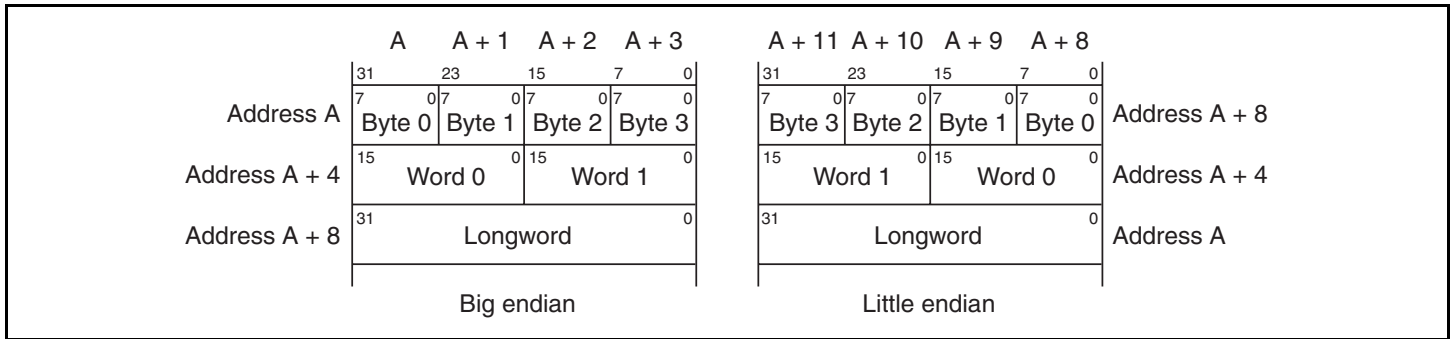 A A + 1 A + 2 A + 3 A + 11 A + 10 A + 9 A + 8
31 23 15 7 0 31 23 15 7 0
7 0 7 0 7 0 7 0 7 0 7 0 7 0 7 0
Address A Byte 0 Byte 1 Byte 2 Byte 3 Byte 3 Byte 2 Byte 1 Byte 0 Address A + 8
15 0 15 0 15 0 15 0
Address A + 4 Word 0 Word 1 Word 1 Word 0 Address A + 4
31 0 31 0
Address A + 8 Longword Longword Address A
Big endian Little endian